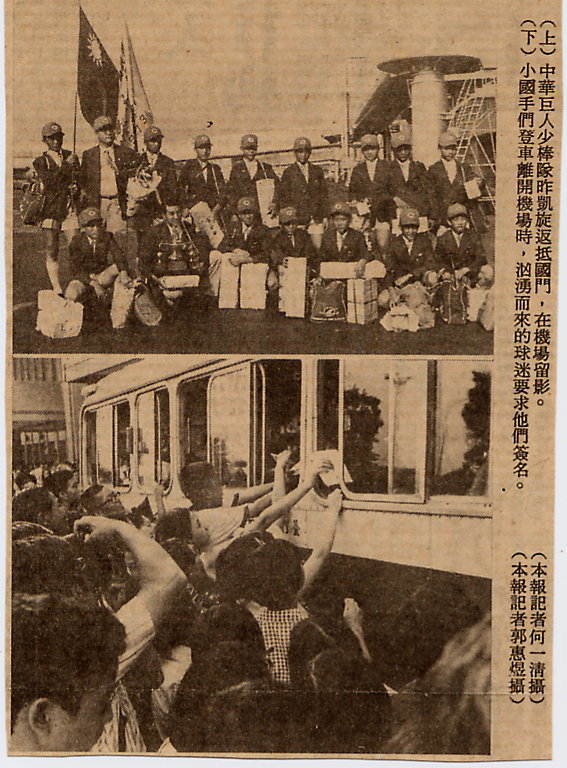 （上）中華巨人少棒隊昨凱旋返抵國門，在機場留影。
（本報記者何一清攝）
（下）小國手們登車離開機場時，洶湧而來的球迷要求他們簽名。
（本報記者郭惠煜攝）